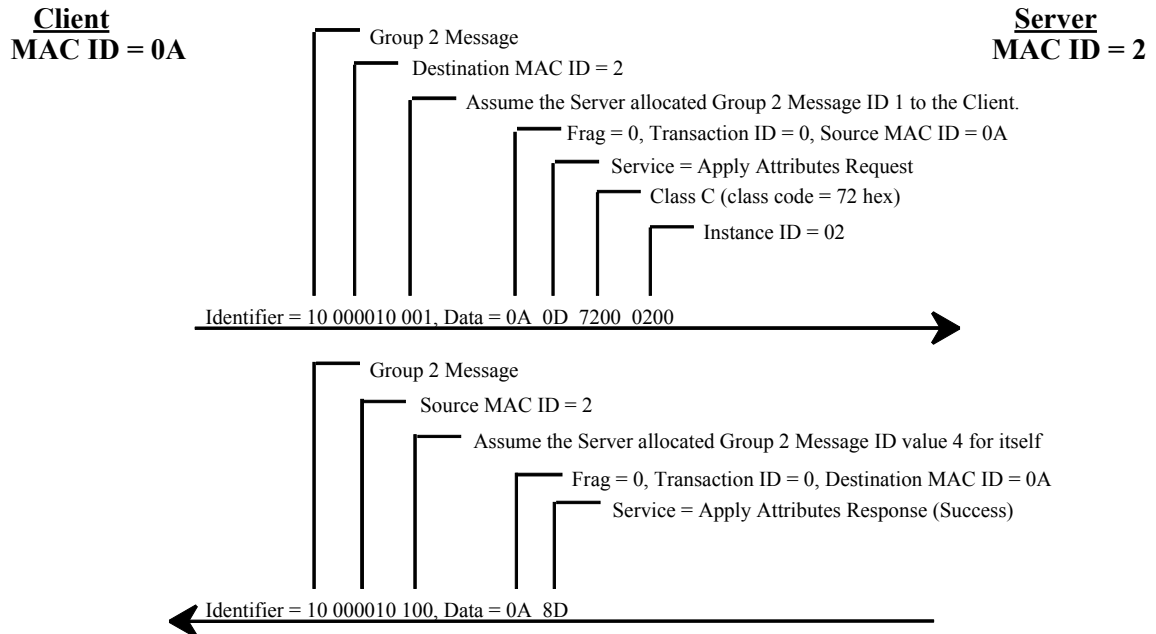 Client
MAC ID = 0A
Server
MAC ID = 2
Group 2 Message
Destination MAC ID = 2
Assume the Server allocated Group 2 Message ID 1 to the Client.
Frag = 0, Transaction ID = 0, Source MAC ID = 0A
Service = Apply Attributes Request
Class C (class code = 72 hex)
Instance ID = 02
Identifier = 10 000010 001, Data = 0A 0D 7200 0200
Group 2 Message
Source MAC ID = 2
Assume the Server allocated Group 2 Message ID value 4 for itself
Frag = 0, Transaction ID = 0, Destination MAC ID = 0A
Service = Apply Attributes Response (Success)
Identifier = 10 000010 100, Data = 0A 8D